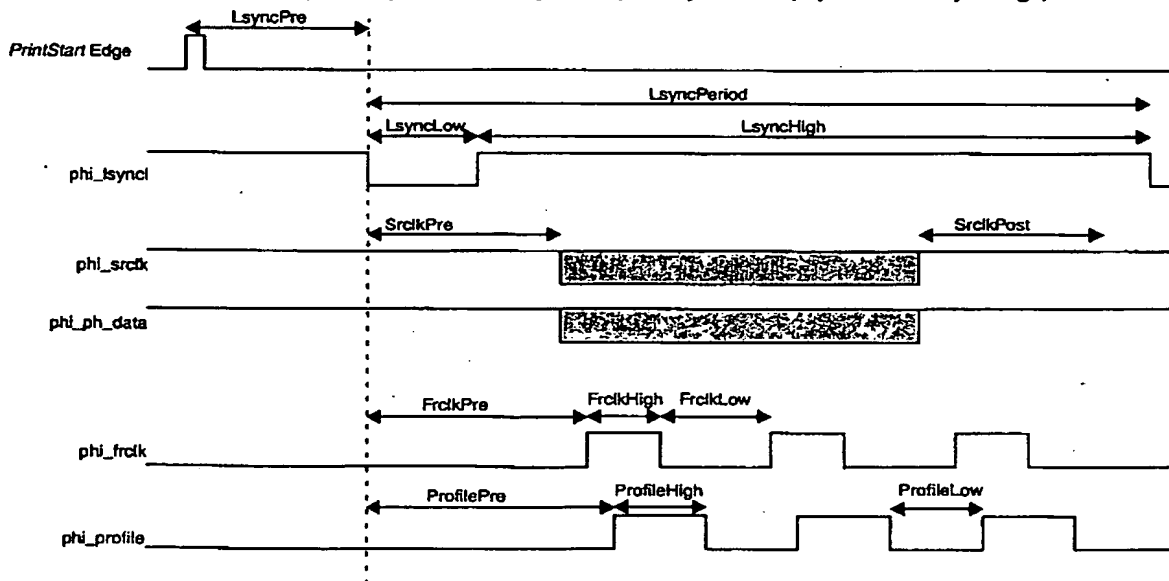 LsyncPre
PrintStart Edge
LsyncPeriod
LsyncLow
LsyncHigh
phi_lsyncl
SrclkPre
SrclkPost
phi_srclk
phi_ph_data
FrclkPre
FrclkHigh
FrclkLow
phi_frclk
ProfilePre
ProfileHigh
ProfileLow
phi_profile